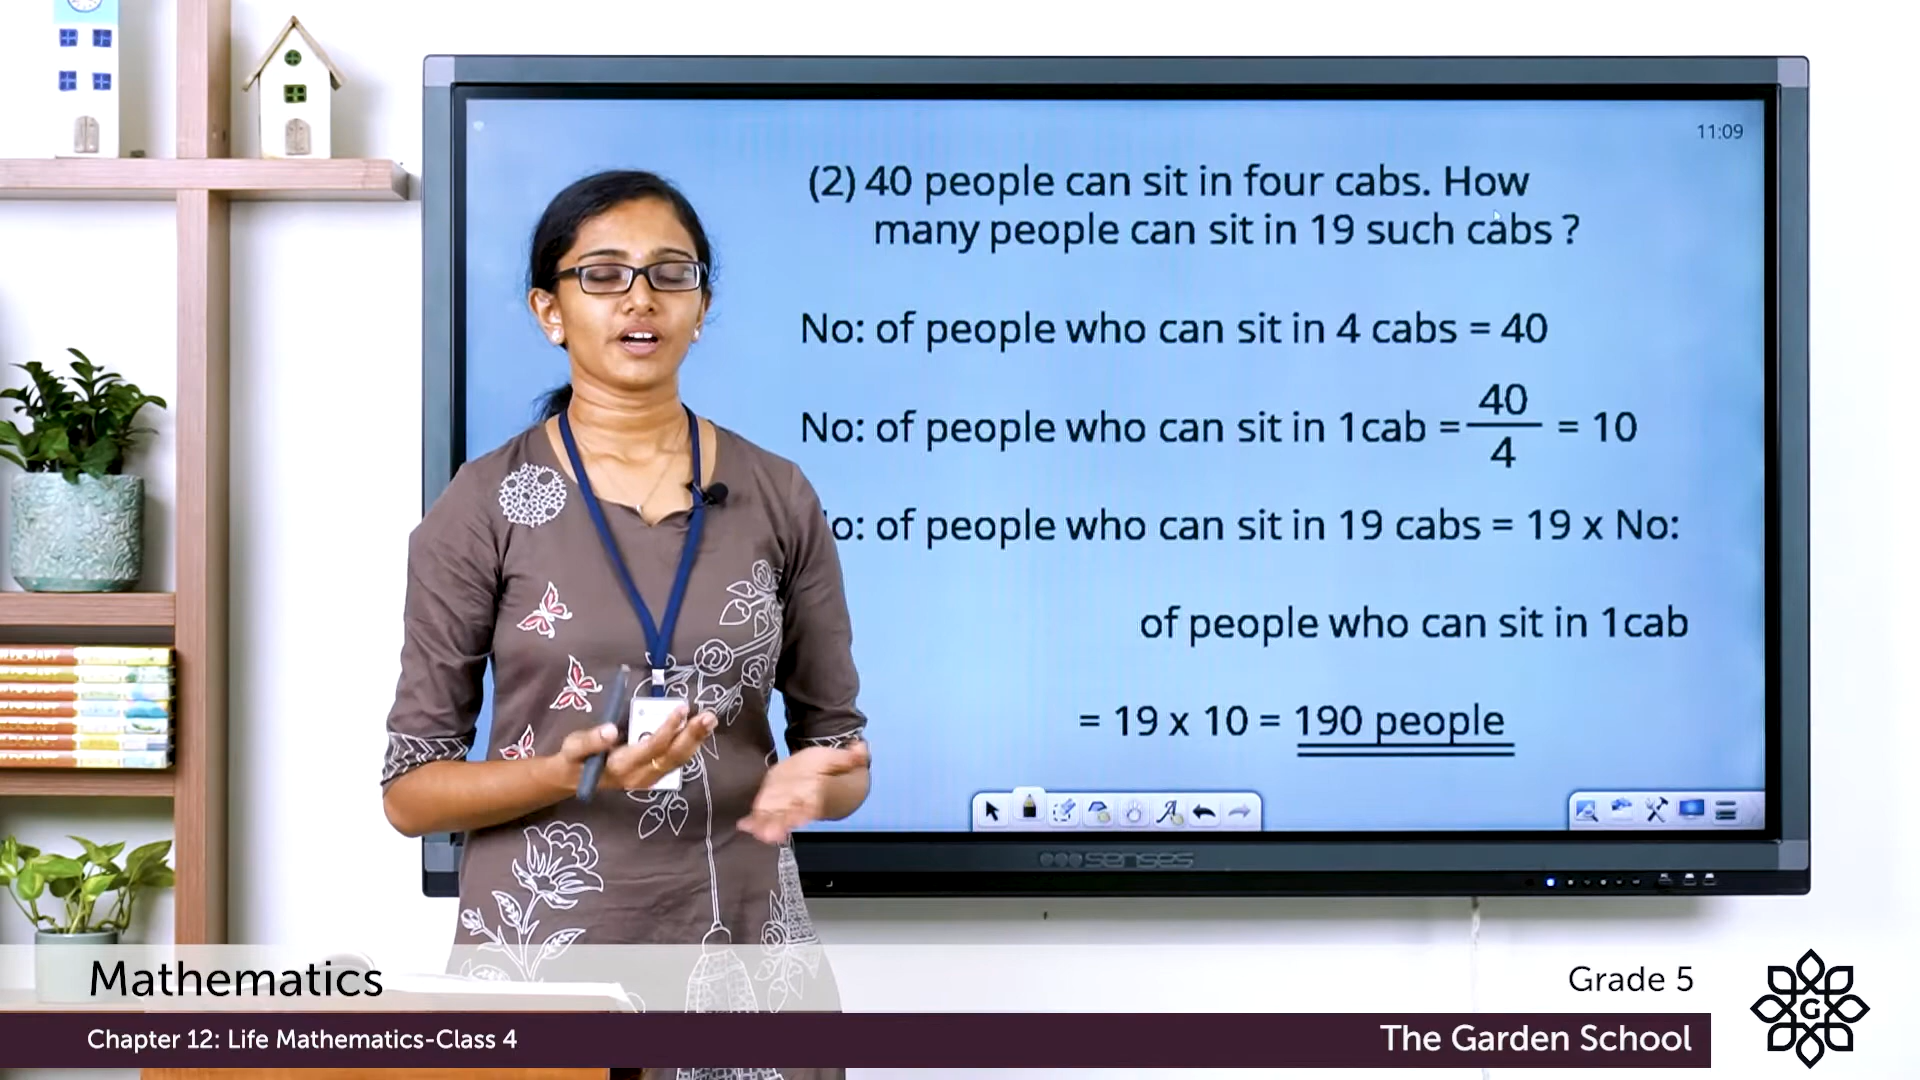 11:09
(2) 40 people can sit in four cabs. How
many people can sit in 19 such cabs ?
No: of people who can sit in 4 cabs = 40
No: of people who can sit in 1cab = 40/4 = 10
o: of people who can sit in 19 cabs = 19 x No:
of people who can sit in 1cab
= 19 x 10 = 190 people
senses
Mathematics
Grade 5
Chapter 12: Life Mathematics-Class 4
The Garden School
G